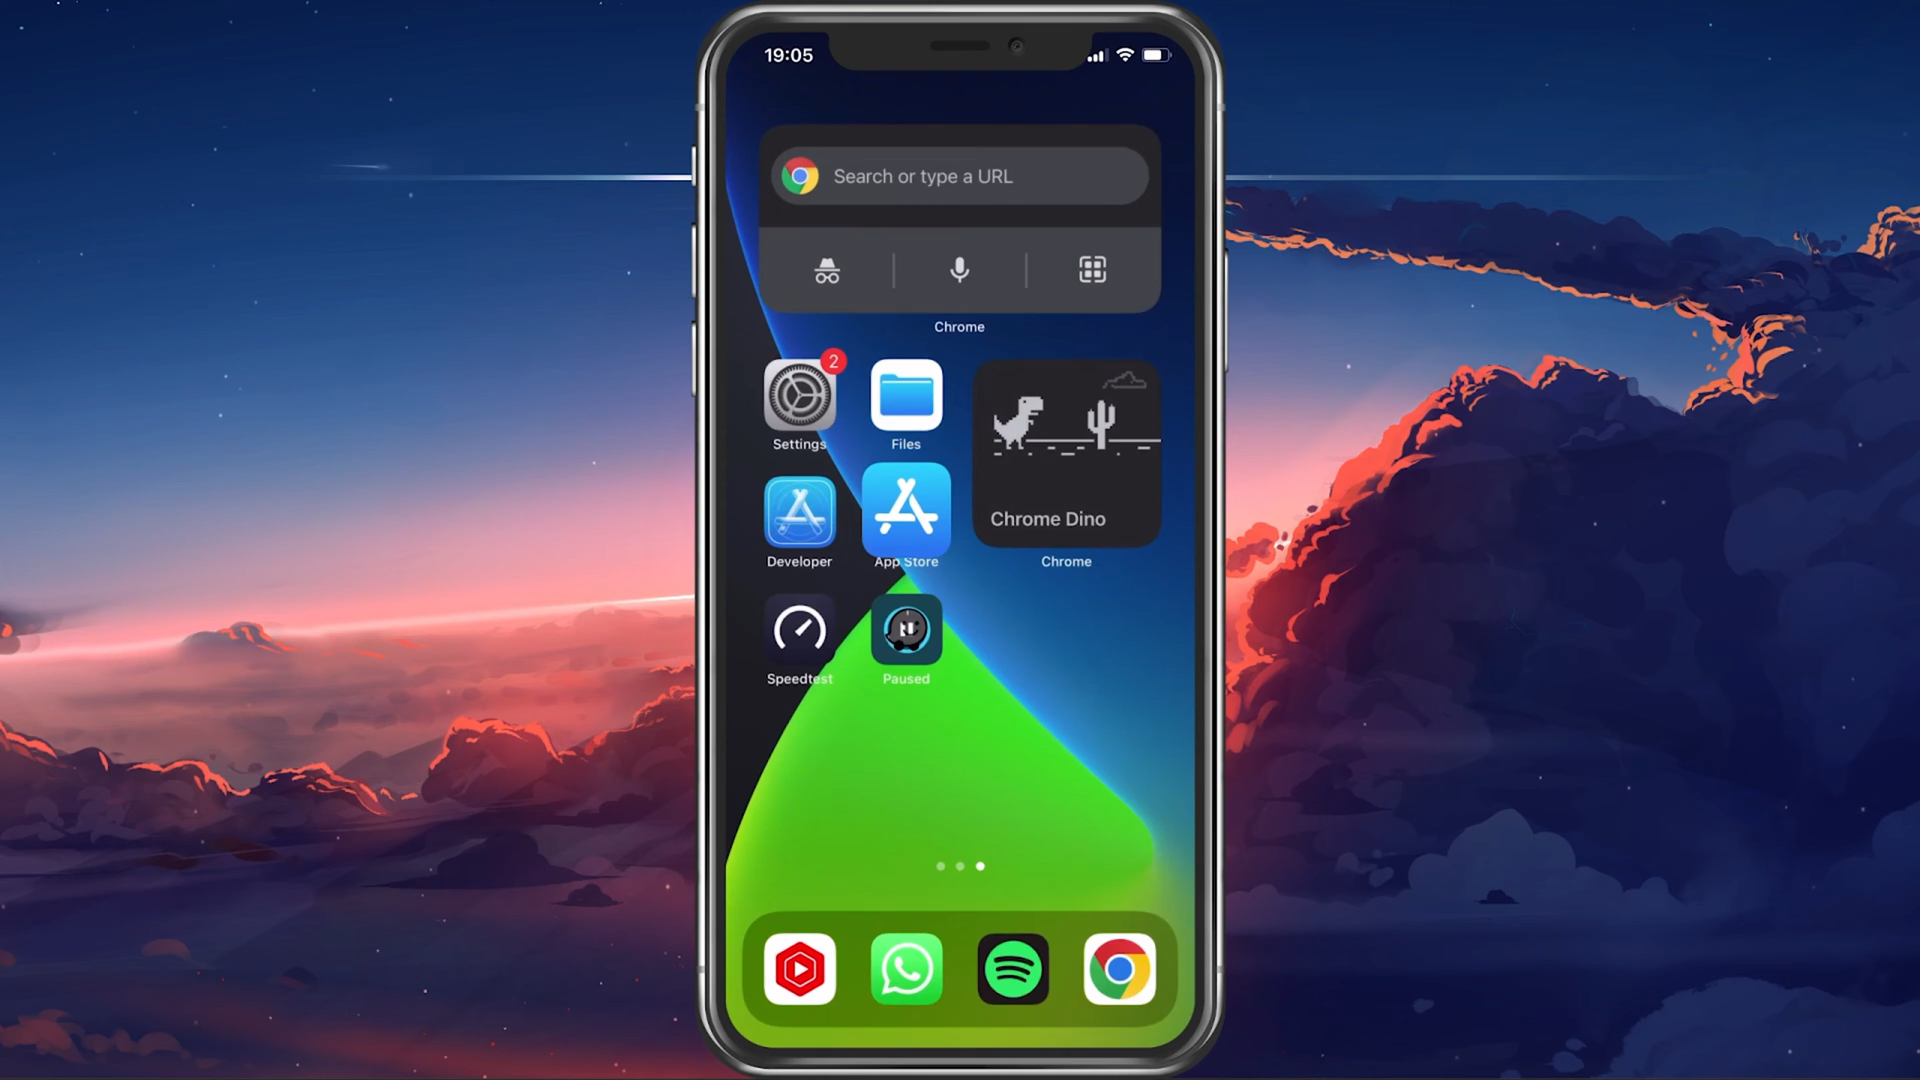 19:05
Search or type a URL
Chrome
2
Settings
Files
Chrome Dino
Developer
App Store
Chrome
Speedtest
Paused